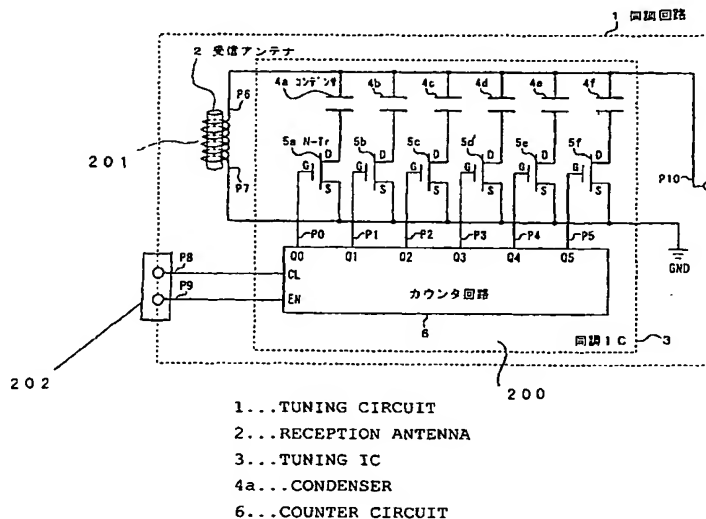 1 同調回路
2 受信アンテナ
4a コンデンサ 4b 4c 4d 4e 4f
P6
201
5a N-Tr 5b 5c 5d 5e 5f
D D D D D D
G G G G G G
P10
P7
S S S S S S
P0 P1 P2 P3 P4 P5
P8
Q0 Q1 Q2 Q3 Q4 Q5
GND
CL
P9
EN
カウンタ回路
6
同調IC
3
202
200
1...TUNING CIRCUIT
2...RECEPTION ANTENNA
3...TUNING IC
4a...CONDENSER
6...COUNTER CIRCUIT